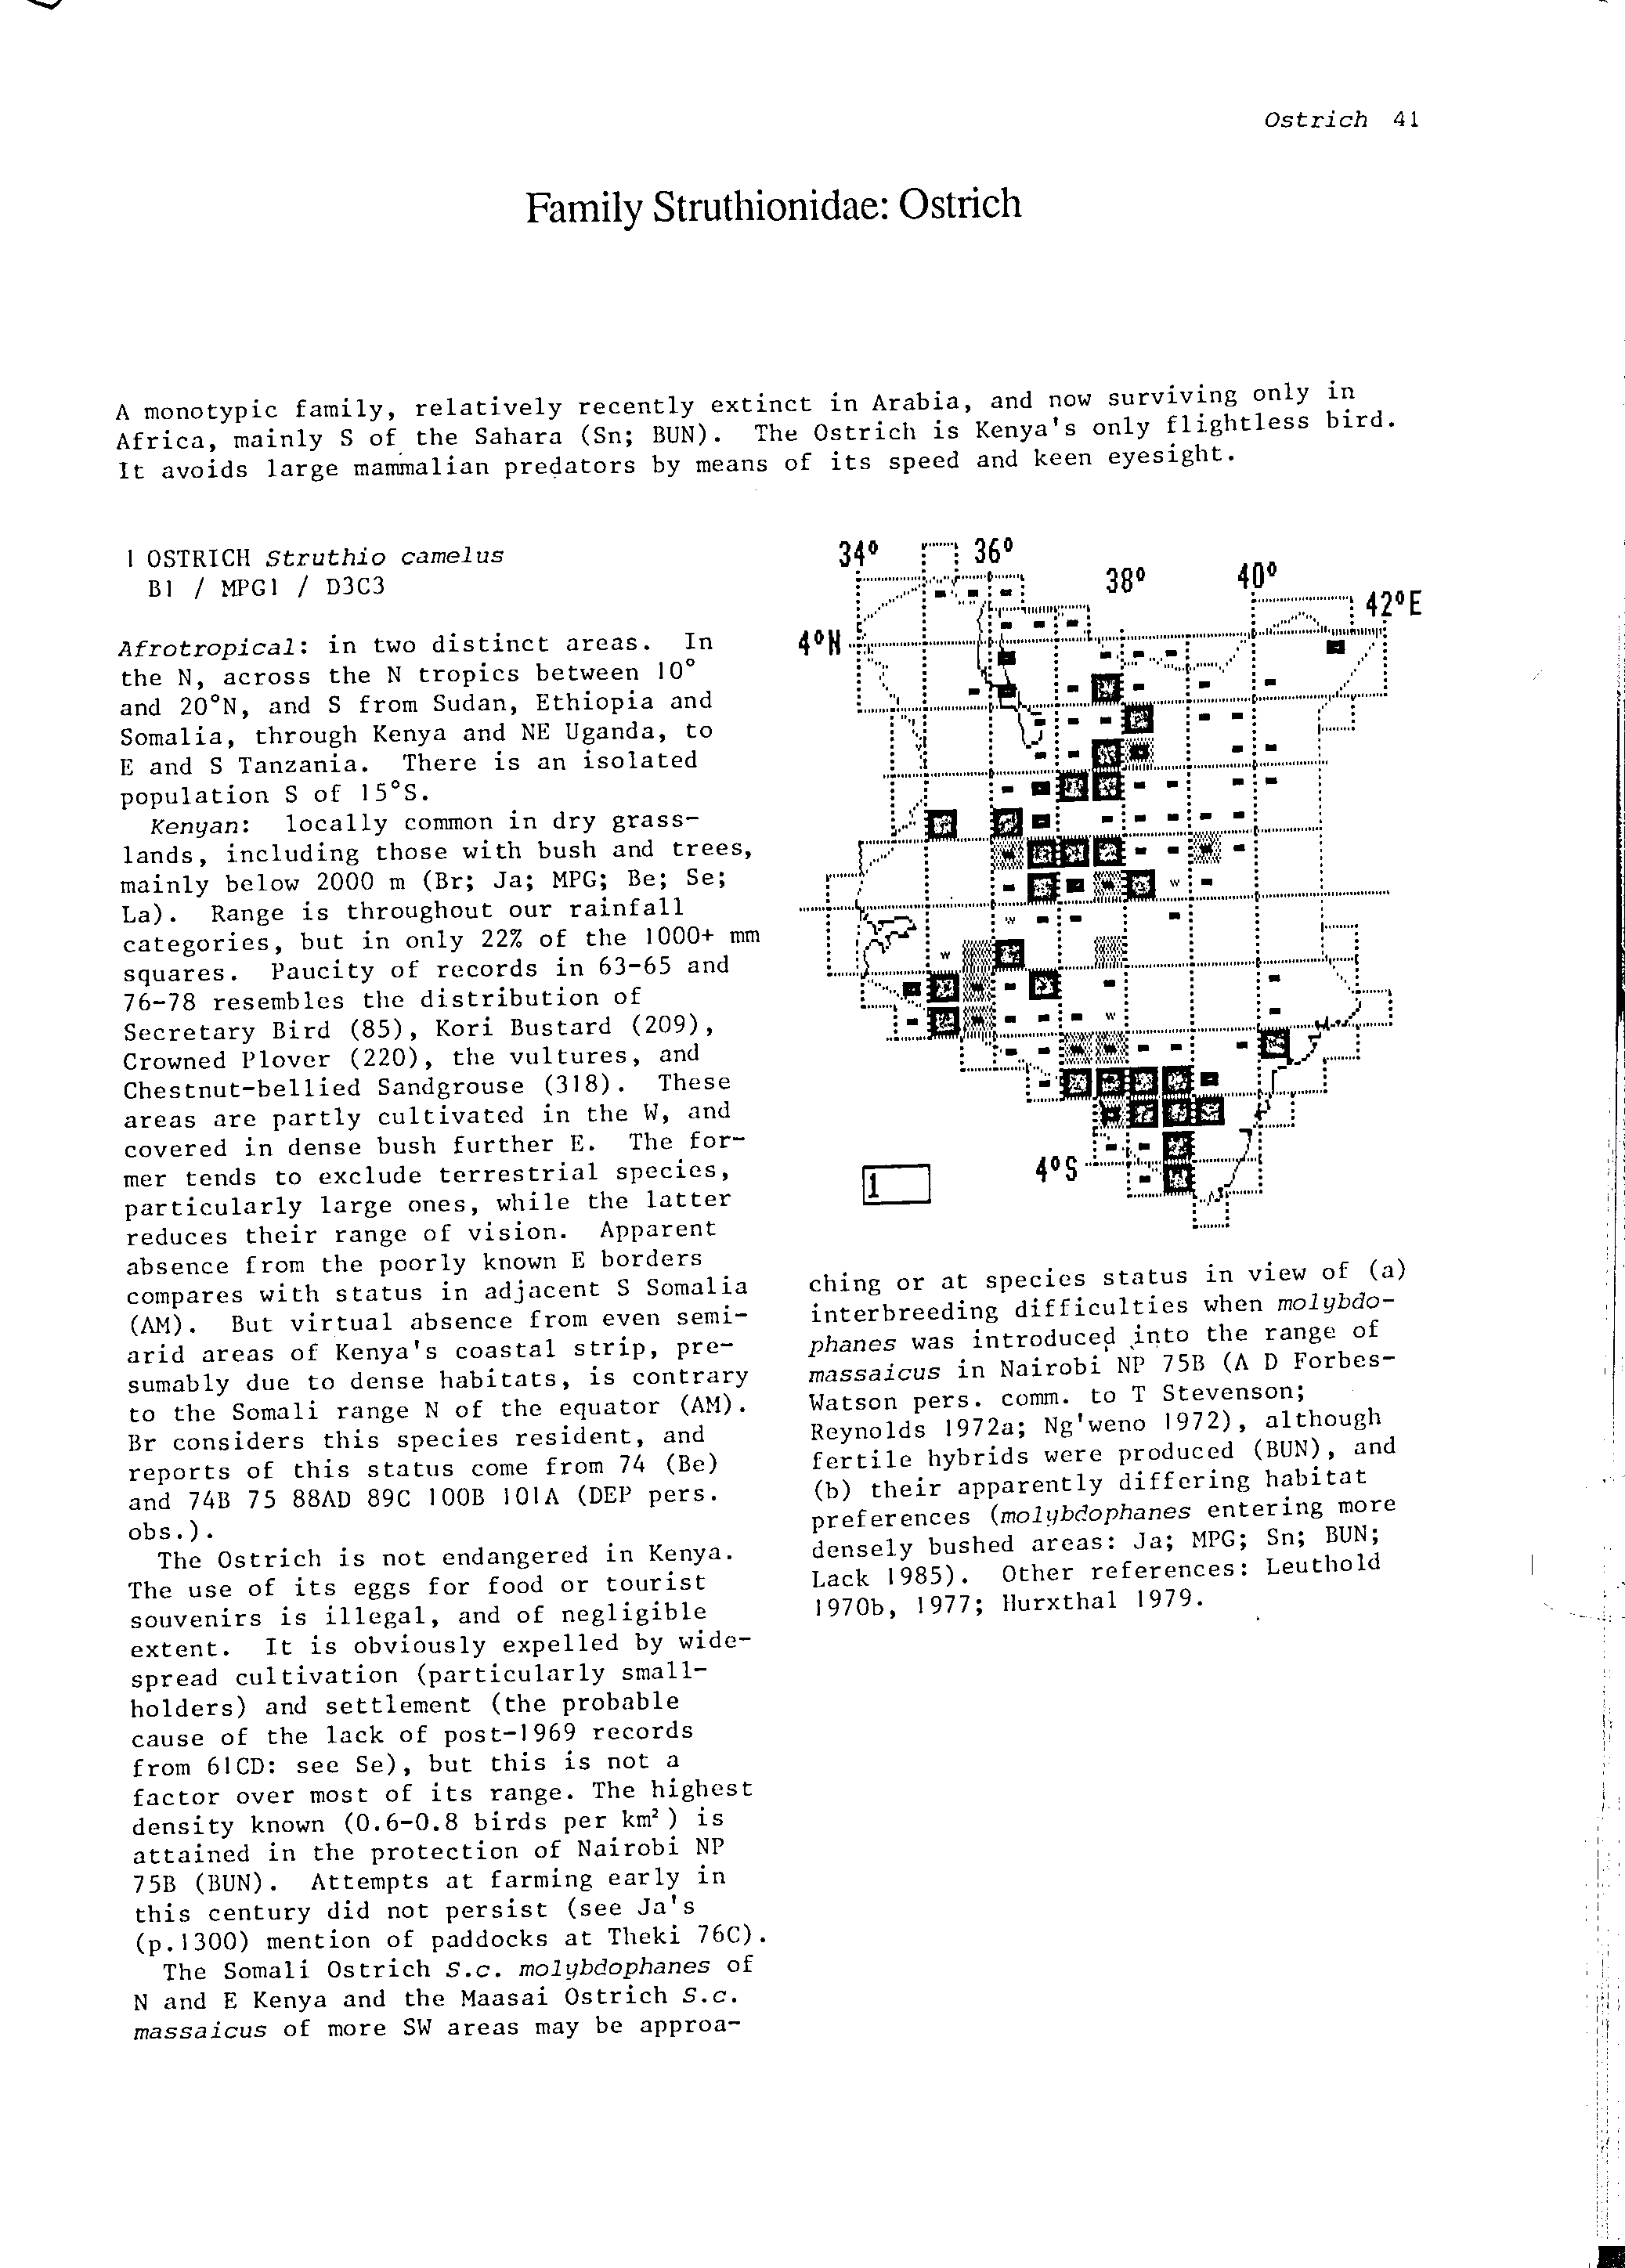 Ostrich 41
Family Struthionidae: Ostrich
A monotypic family, relatively recently extinct in Arabia, and now surviving only in
Africa, mainly S of the Sahara (Sn; BUN). The Ostrich is Kenya's only flightless bird.
It avoids large mammalian predators by means of its speed and keen eyesight.
1 OSTRICH Struthio camelus
B1 / MPG1 / D3C3
Afrotropical: in two distinct areas. In
the N, across the N tropics between 10°
and 20°N, and S from Sudan, Ethiopia and
Somalia, through Kenya and NE Uganda, to
E and S Tanzania. There is an isolated
population S of 15°S.
Kenyan: locally common in dry grass-
lands, including those with bush and trees,
mainly below 2000 m (Br; Ja; MPG; Be; Se;
La). Range is throughout our rainfall
categories, but in only 22% of the 1000+ mm
squares. Paucity of records in 63-65 and
76-78 resembles the distribution of
Secretary Bird (85), Kori Bustard (209),
Crowned Plover (220), the vultures, and
Chestnut-bellied Sandgrouse (318). These
areas are partly cultivated in the W, and
covered in dense bush further E. The for-
mer tends to exclude terrestrial species,
particularly large ones, while the latter
reduces their range of vision. Apparent
absence from the poorly known E borders
compares with status in adjacent S Somalia
(AM). But virtual absence from even semi-
arid areas of Kenya's coastal strip, pre-
sumably due to dense habitats, is contrary
to the Somali range N of the equator (AM).
Br considers this species resident, and
reports of this status come from 74 (Be)
and 74B 75 88AD 89C 100B 101A (DEP pers.
obs.).
The Ostrich is not endangered in Kenya.
The use of its eggs for food or tourist
souvenirs is illegal, and of negligible
extent. It is obviously expelled by wide-
spread cultivation (particularly small-
holders) and settlement (the probable
cause of the lack of post-1969 records
from 61CD: see Se), but this is not a
factor over most of its range. The highest
density known (0.6-0.8 birds per km²) is
attained in the protection of Nairobi NP
75B (BUN). Attempts at farming early in
this century did not persist (see Ja's
(p.1300) mention of paddocks at Theki 76C).
The Somali Ostrich S.c. molybdophanes of
N and E Kenya and the Maasai Ostrich S.c.
massaicus of more SW areas may be approa-
34° 36° 38° 40° 42°E
4°N
w
w
w
w
4°S
1
ching or at species status in view of (a)
interbreeding difficulties when molybdo-
phanes was introduced into the range of
massaicus in Nairobi NP 75B (A D Forbes-
Watson pers. comm. to T Stevenson;
Reynolds 1972a; Ng'weno 1972), although
fertile hybrids were produced (BUN), and
(b) their apparently differing habitat
preferences (molybdophanes entering more
densely bushed areas: Ja; MPG; Sn; BUN;
Lack 1985). Other references: Leuthold
1970b, 1977; Hurxthal 1979.